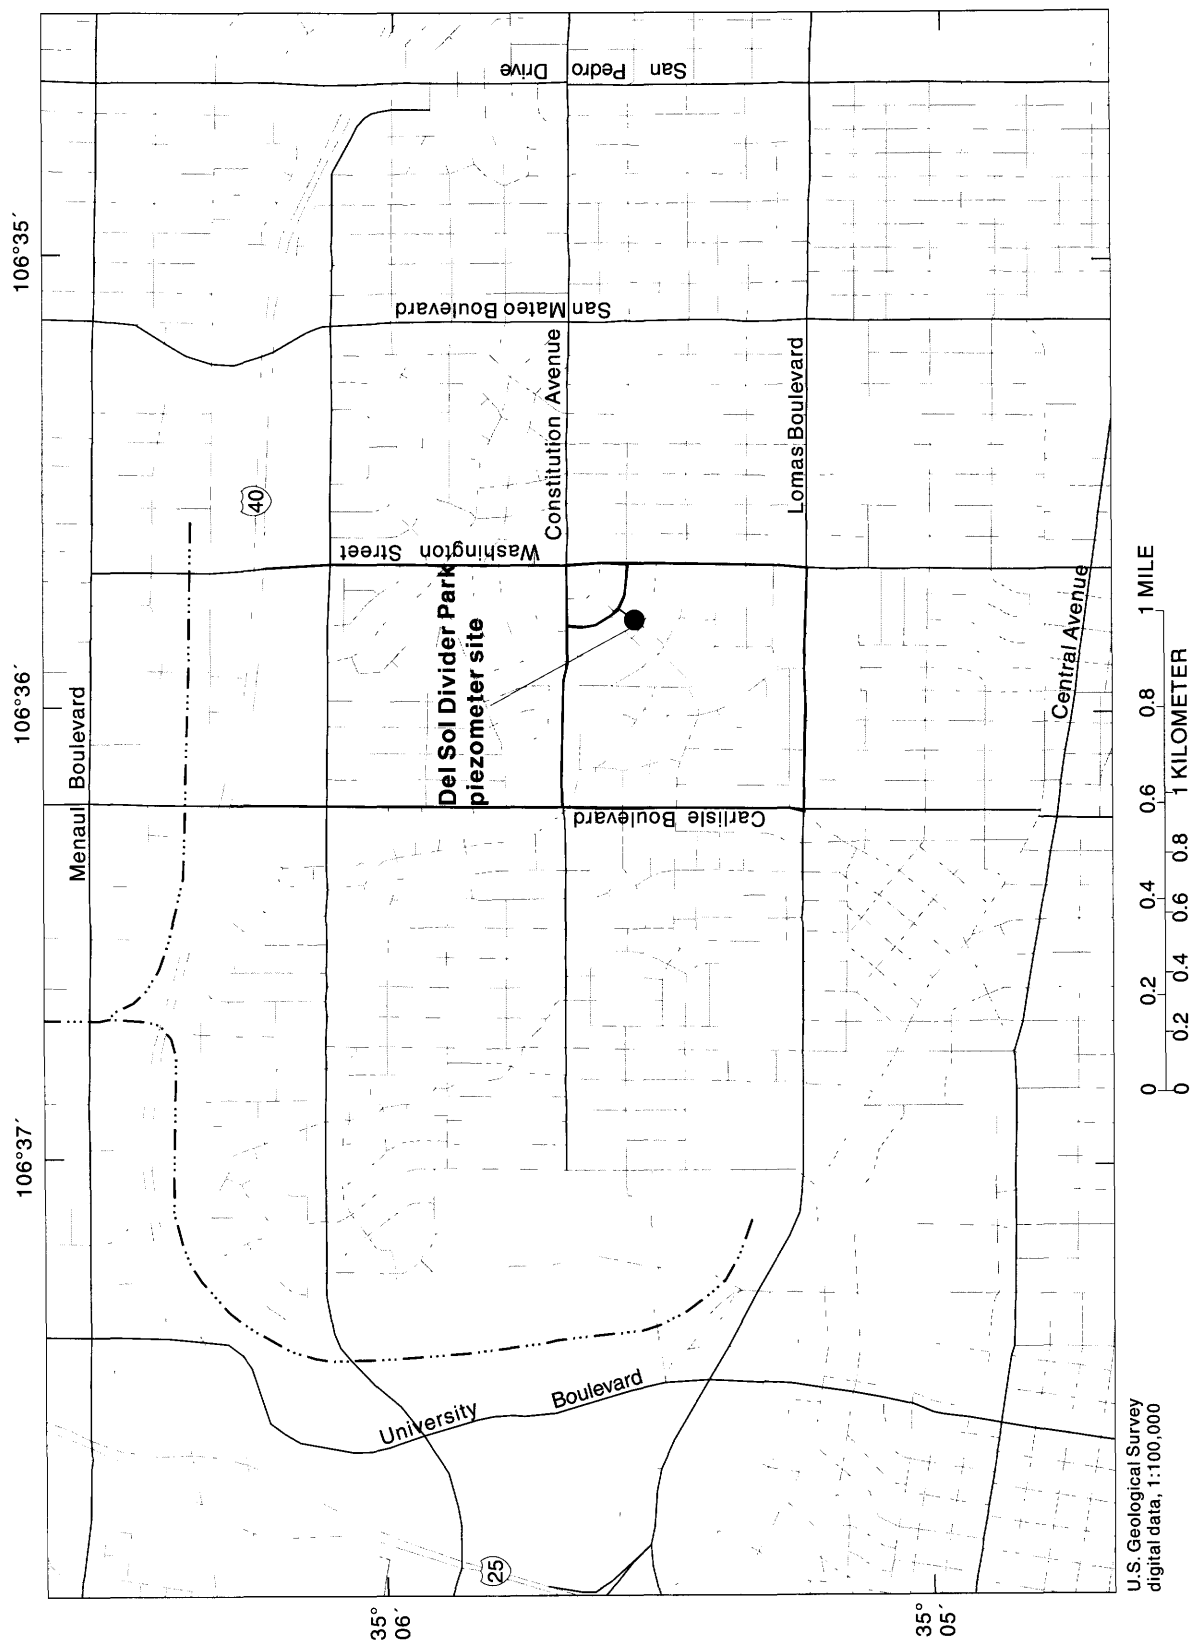 106°37´
106°36´
106°35´
35°
06´
35°
05´
Menaul Boulevard
40
25
University
Boulevard
Carlisle Boulevard
Washington Street
San Mateo Boulevard
San Pedro Drive
Constitution Avenue
Lomas Boulevard
Central Avenue
Del Sol Divider Park
piezometer site
U.S. Geological Survey
digital data, 1:100,000
0 0.2 0.4 0.6 0.8 1 MILE
0 0.2 0.4 0.6 0.8 1 KILOMETER